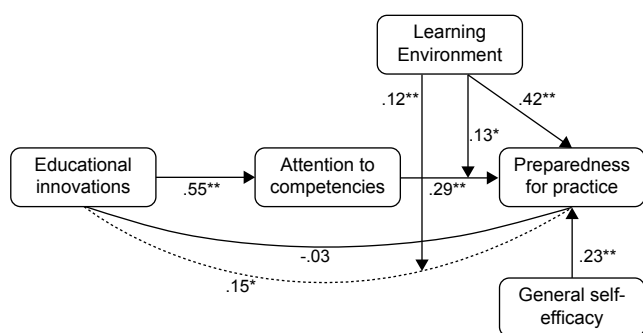 Learning
Environment
.12**
.42**
.13*
Educational
innovations
.55**
Attention to
competencies
.29**
Preparedness
for practice
-.03
.15*
.23**
General self-
efficacy